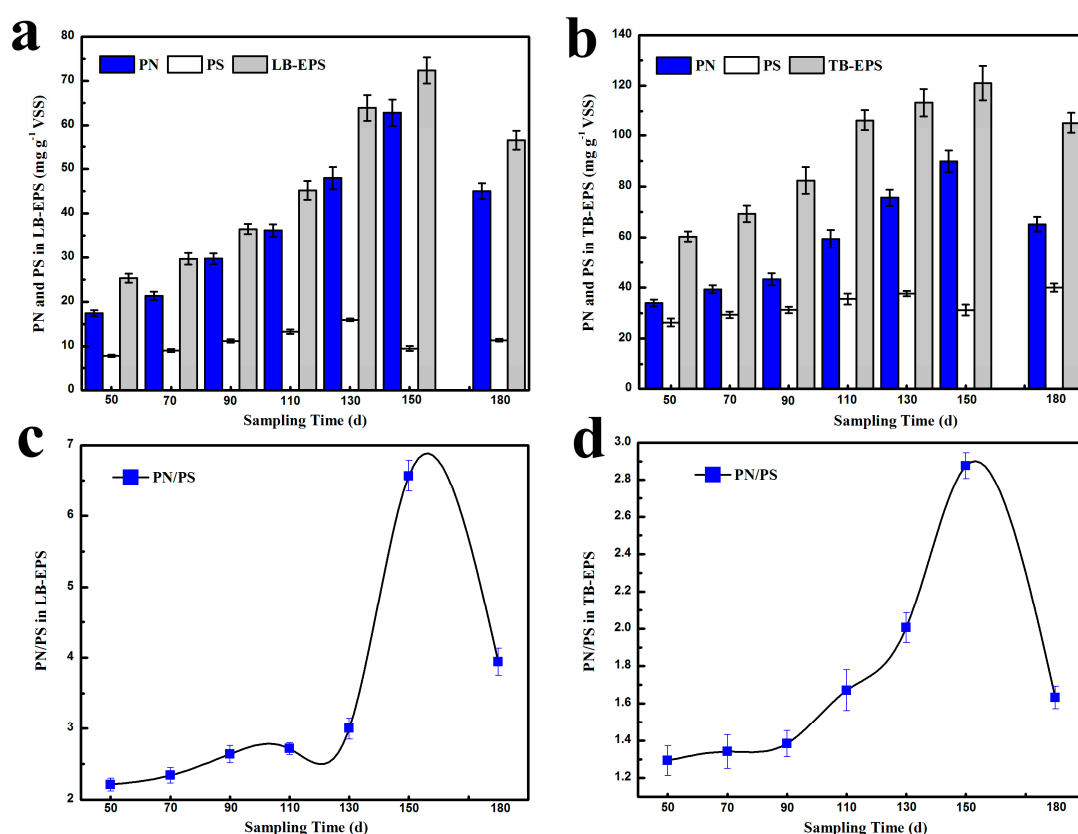 a
PN PS LB-EPS
PN and PS in LB-EPS (mg g-1 VSS)
80
70
60
50
40
30
20
10
0
50 70 90 110 130 150 180
Sampling Time (d)
b
PN PS TB-EPS
PN and PS in TB-EPS (mg g-1 VSS)
140
120
100
80
60
40
20
0
50 70 90 110 130 150 180
Sampling Time (d)
c
PN/PS
PN/PS in LB-EPS
7
6
5
4
3
2
50 70 90 110 130 150 180
Sampling Time (d)
d
PN/PS
PN/PS in TB-EPS
3.0
2.8
2.6
2.4
2.2
2.0
1.8
1.6
1.4
1.2
50 70 90 110 130 150 180
Sampling Time (d)